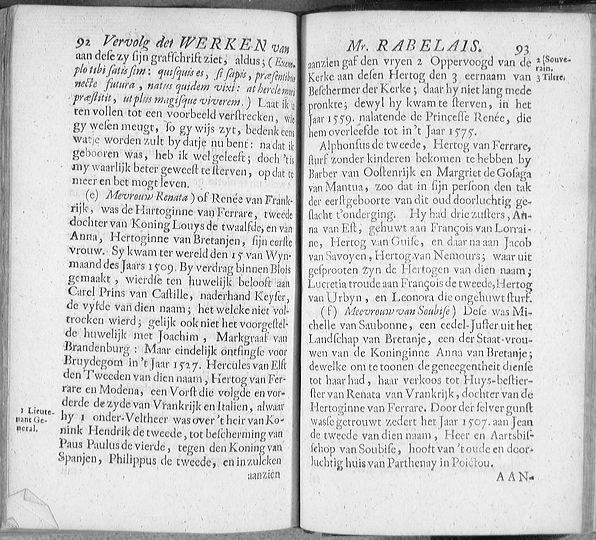 92 Vervolg der WERKEN van
aan dese zy sijn grafschrift ziet; aldus; (Exem-
plo tibi satis sim: quisquis es, si sapis, præsentibus
necte futura, natus quidem vixi: at hercle mori
præstitit, ut plus magisque viverem.) Laat ik u
ten vollen tot een voorbeeld verstrecken, wie
gy wesen meugt, so gy wijs zyt, bedenk eens
watje worden zult by datje nu bent: na dat ik
gebooren was, heb ik wel geleeft; doch 'tis
my waarlijk beter geweest te sterven, op dat te
meer en bet mogt leven.
(e) Mevrouw Renata) of Renée van Frank-
rijk, was de Hartoginne van Ferrare, tweede
dochter van Koning Louys de twaalfde, en van
Anna, Hertoginne van Bretanjen, sijn eerste
vrouw. Sy kwam ter wereld den 15 van Wyn-
maand des Jaars 1509. By verdrag binnen Blois
gemaakt, wierdse ten huwelijk belooft aan
Carel Prins van Castille, naderhand Keyser,
de vyfde van dien naam; het welke niet vol-
trocken wierd; gelijk ook niet het voorgestel-
de huwelijk met Joachim, Markgraaf van
Brandenburg: Maar eindelijk ontfingse voor
Bruydegom in't Jaar 1527. Hercules van Est
den Tweeden van dien naam, Hertog van Fer-
rare en Modena, een Vorst die volgde en vor-
derde de zyde van Vrankrijk en Italien, alwaar
hy 1 onder-Veltheer was over 't heir van Ko-
nink Hendrik de tweede, tot bescherming van
Paus Paulus de vierde, tegen den Koning van
Spanjen, Philippus de tweede, en in zulcken
aanzien
1 Lieute-
nant Ge-
neral.
Mr. RABELAIS. 93
aanzien gaf den vryen 2 Oppervoogd van de
Kerke aan desen Hertog den 3 eernaam van
Beschermer der Kerke; daar hy niet lang mede
pronkte; dewyl hy kwam te sterven, in het
Jaar 1559. nalatende de Princesse Renée, die
hem overleefde tot in 't Jaar 1575.
Alphonsus de tweede, Hertog van Ferrare,
sturf zonder kinderen bekomen te hebben by
Barber van Oostenrijk en Margriet de Gosaga
van Mantua, zoo dat in sijn persoon den tak
der eerstgeboorte van dit oud doorluchtig ge-
slacht t'onderging. Hy had drie zusters, An-
na van Est, gehuwt aan François van Lorrai-
ne, Hertog van Guise, en daar na aan Jacob
van Savoyen, Hertog van Nemours; waar uit
gesprooten zyn de Hertogen van dien naam;
Lucretia troude aan François de tweede, Hertog
van Urbyn, en Leonora die ongehuwt sturf.
(f) Meevrouw van Soubise) Dese was Mi-
chelle van Saubonne, een eedel-Juster uit het
Landschap van Bretanje, een der Staat-vrou-
wen van de Koninginne Anna van Bretanje;
dewelke om te toonen de geneegentheit diense
tot haar had, haar verkoos tot Huys-bestier-
ster van Renata van Vrankrijk, dochter van de
Hertoginne van Ferrare. Door der selver gunst
wasse getrouwt zedert het Jaar 1507. aan Jean
de tweede van dien naam, Heer en Aartsbis-
schop van Soubise, hooft van 't oude en door-
luchtig huis van Parthenay in Poictou.
AAN-
2 [Souve-
rain.
3 Titre.